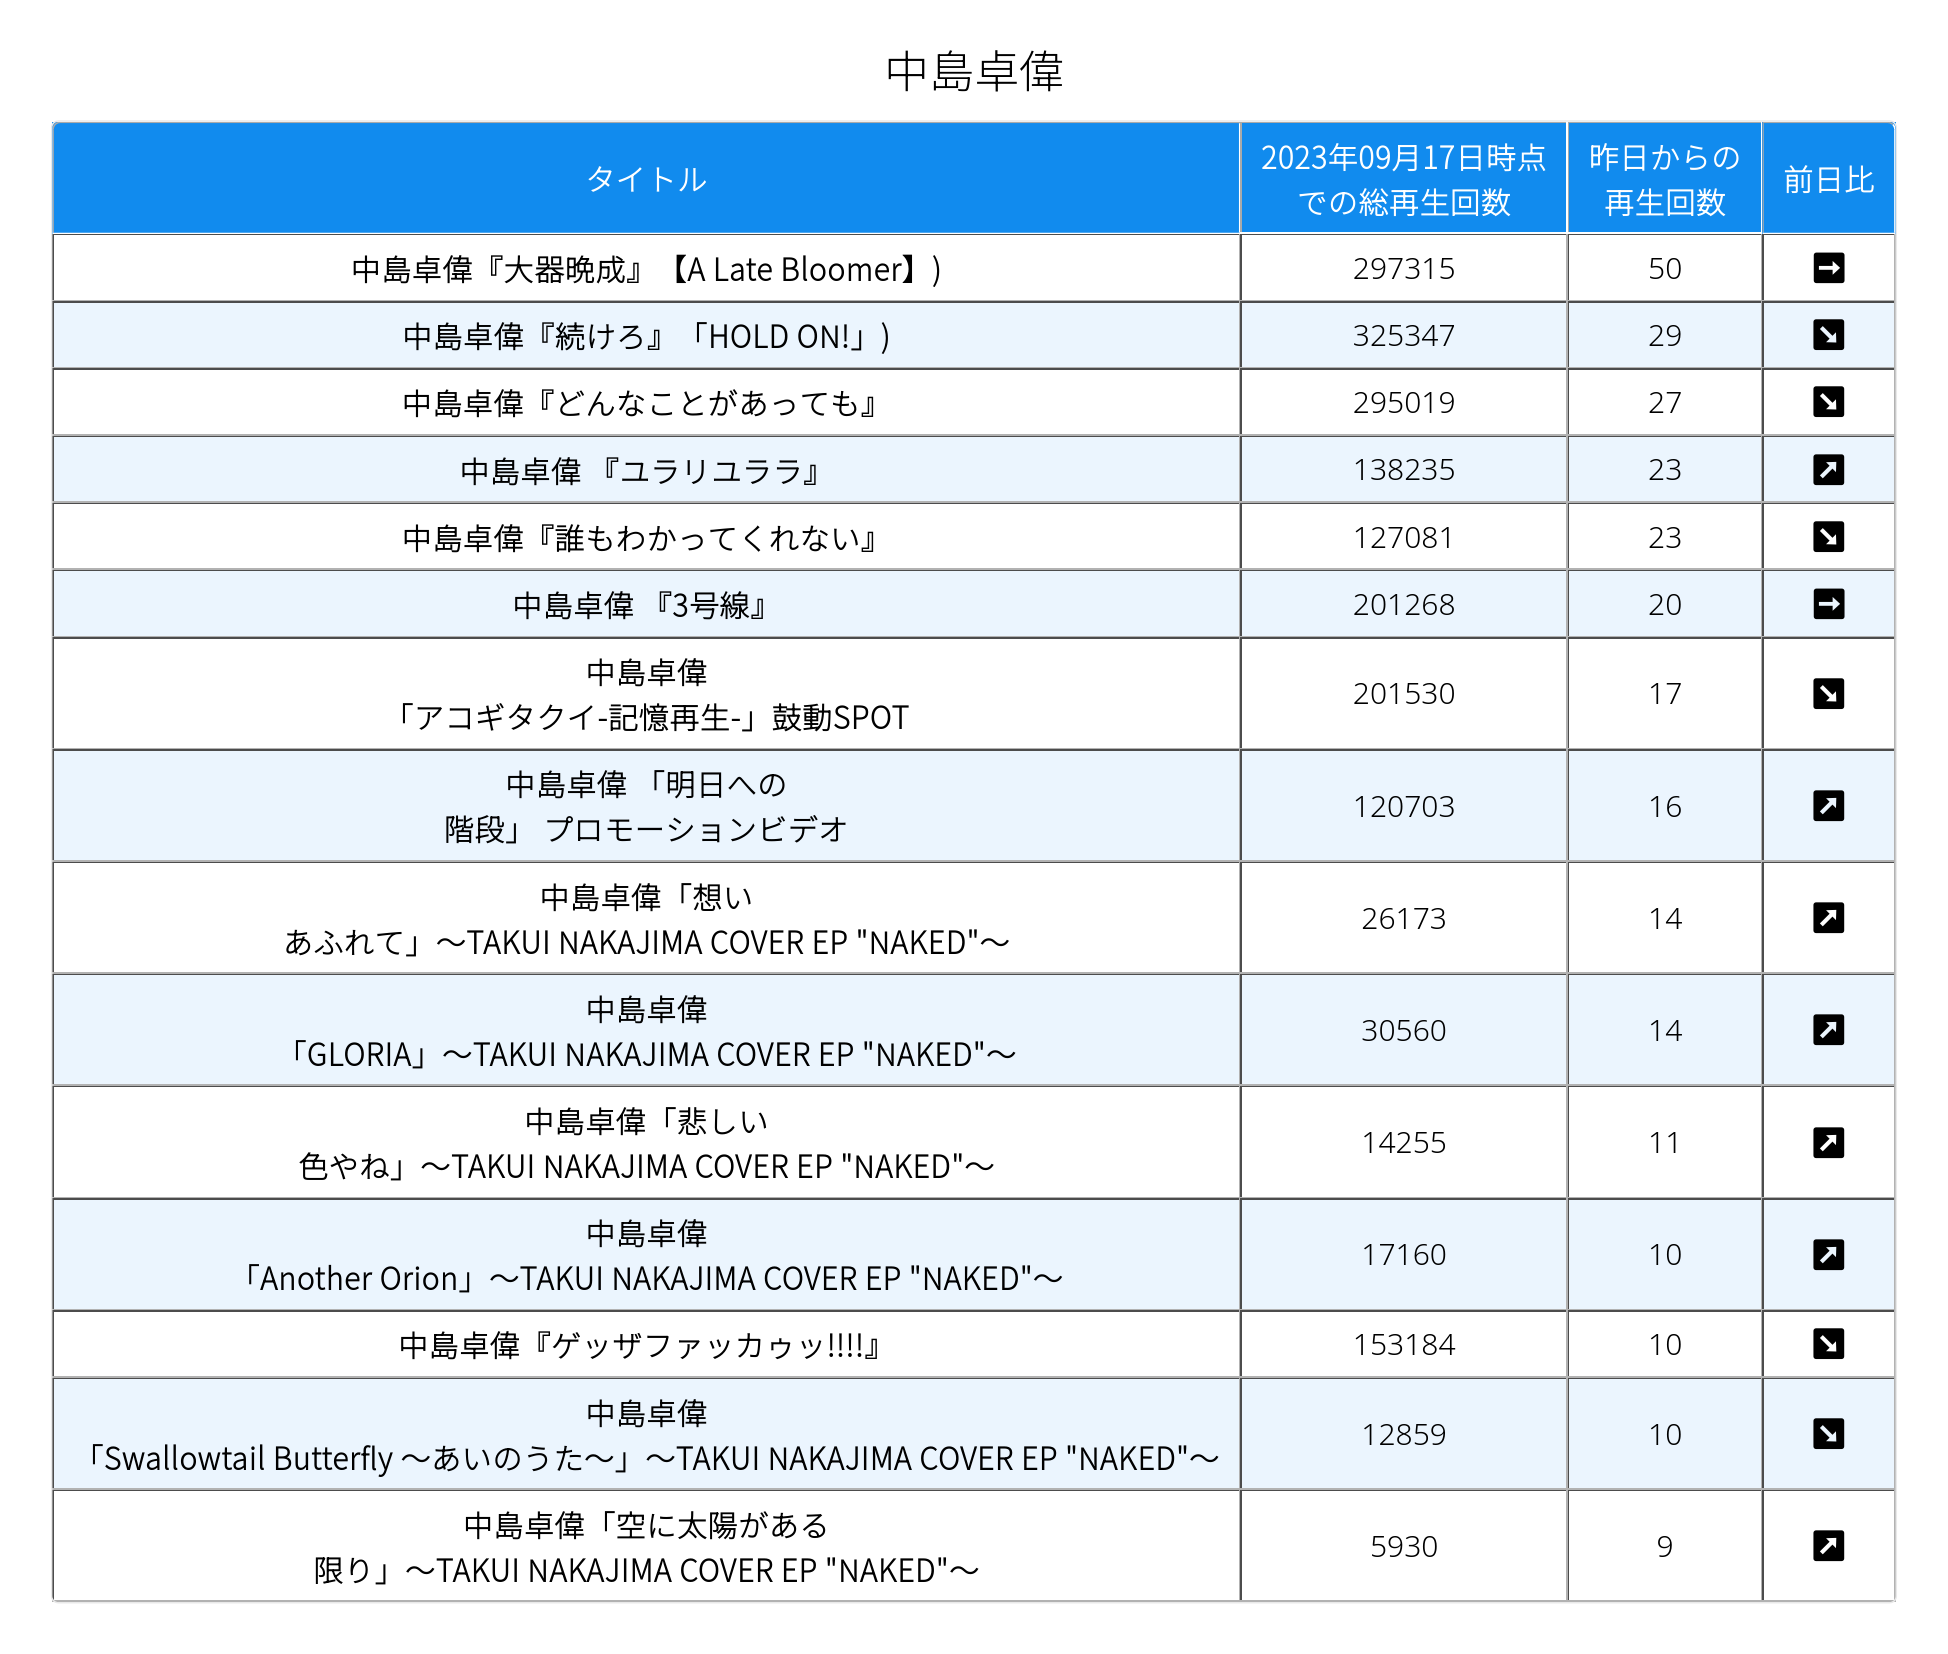 中島卓偉
タイトル
2023年09月17日時点
での総再生回数
昨日からの
再生回数
前日比
中島卓偉『大器晩成』【A Late Bloomer】)
297315
50
中島卓偉『続けろ』「HOLD ON!」)
325347
29
中島卓偉『どんなことがあっても』
295019
27
中島卓偉 『ユラリユララ』
138235
23
中島卓偉『誰もわかってくれない』
127081
23
中島卓偉 『3号線』
201268
20
中島卓偉
「アコギタクイ-記憶再生-」鼓動SPOT
201530
17
中島卓偉 「明日への
階段」 プロモーションビデオ
120703
16
中島卓偉「想い
あふれて」～TAKUI NAKAJIMA COVER EP "NAKED"～
26173
14
中島卓偉
「GLORIA」～TAKUI NAKAJIMA COVER EP "NAKED"～
30560
14
中島卓偉「悲しい
色やね」～TAKUI NAKAJIMA COVER EP "NAKED"～
14255
11
中島卓偉
「Another Orion」～TAKUI NAKAJIMA COVER EP "NAKED"～
17160
10
中島卓偉『ゲッザファッカゥッ!!!!』
153184
10
中島卓偉
「Swallowtail Butterfly ～あいのうた～」～TAKUI NAKAJIMA COVER EP "NAKED"～
12859
10
中島卓偉「空に太陽がある
限り」～TAKUI NAKAJIMA COVER EP "NAKED"～
5930
9